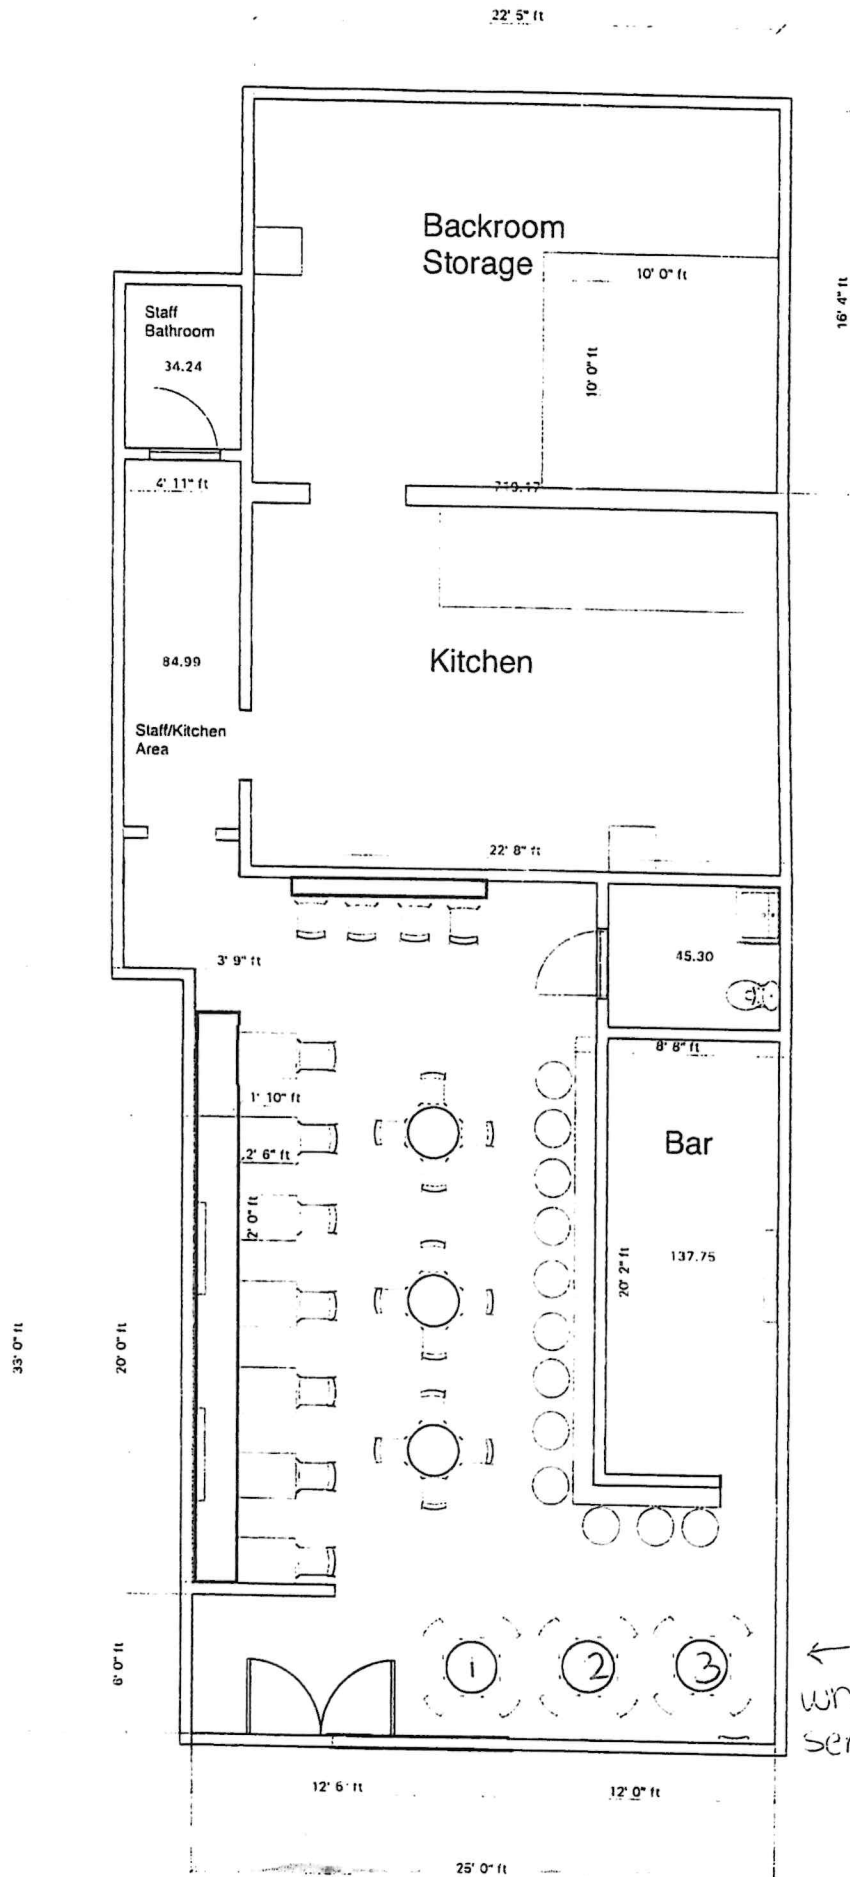 22' 5" ft
Backroom
Storage
10' 0" ft
16' 4" ft
10' 0" ft
Staff
Bathroom
34.24
4' 11" ft
719.17
84.99
Kitchen
Staff/Kitchen
Area
22' 8" ft
3' 9" ft
45.30
8' 8" ft
1' 10" ft
2' 6" ft
2' 0" ft
Bar
137.75
20' 2" ft
33' 0" ft
20' 0" ft
6' 0" ft
1
2
3
12' 6" ft
12' 0" ft
25' 0" ft